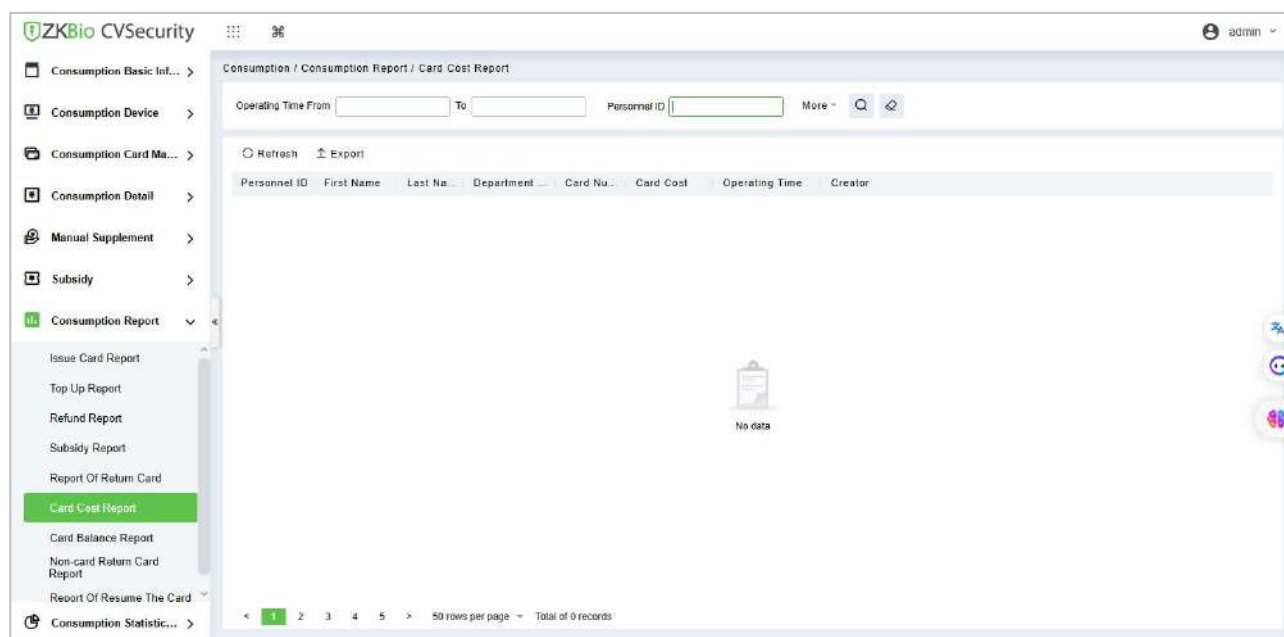 ZKBio CVSecurity
admin
Consumption Basic Inf... >
Consumption Device >
Consumption Card Ma... >
Consumption Detail >
Manual Supplement >
Subsidy >
Consumption Report
Issue Card Report
Top Up Report
Refund Report
Subsidy Report
Report Of Return Card
Card Cost Report
Card Balance Report
Non-card Return Card
Report
Report Of Resume The Card
Consumption Statistic... >
Consumption / Consumption Report / Card Cost Report
Operating Time From To Personnel ID More
Refresh Export
Personnel ID First Name Last Na... Department ... Card Nu... Card Cost Operating Time Creator
No data
< 1 2 3 4 5 > 50 rows per page Total of 0 records